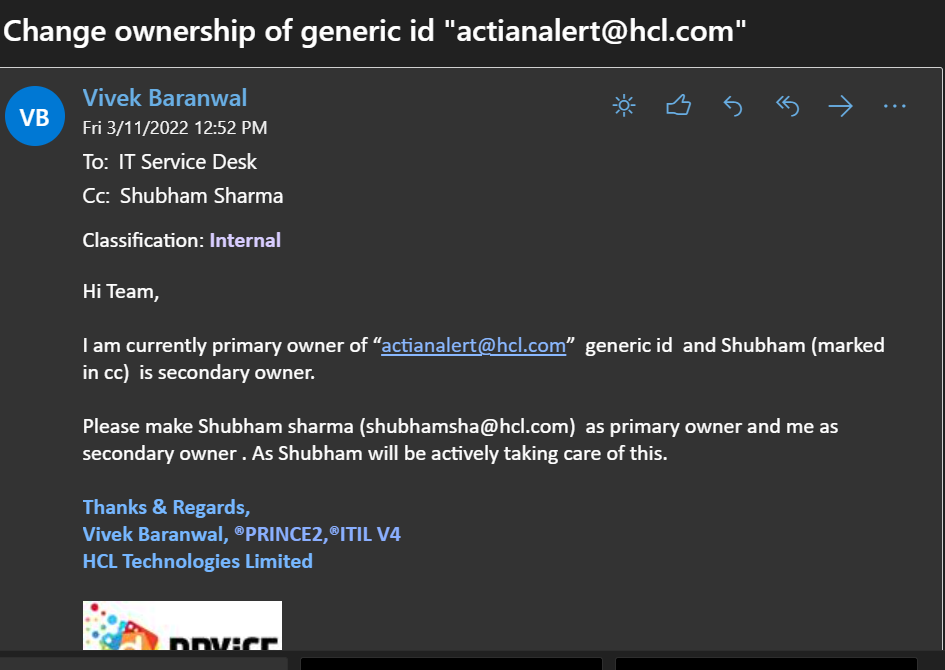 Change ownership of generic id "actianalert@hcl.com"
VB
Vivek Baranwal
Fri 3/11/2022 12:52 PM
To: IT Service Desk
Cc: Shubham Sharma
Classification: Internal
Hi Team,
I am currently primary owner of “actianalert@hcl.com” generic id and Shubham (marked
in cc) is secondary owner.
Please make Shubham sharma (shubhamsha@hcl.com) as primary owner and me as
secondary owner . As Shubham will be actively taking care of this.
Thanks & Regards,
Vivek Baranwal, ®PRINCE2,®ITIL V4
HCL Technologies Limited